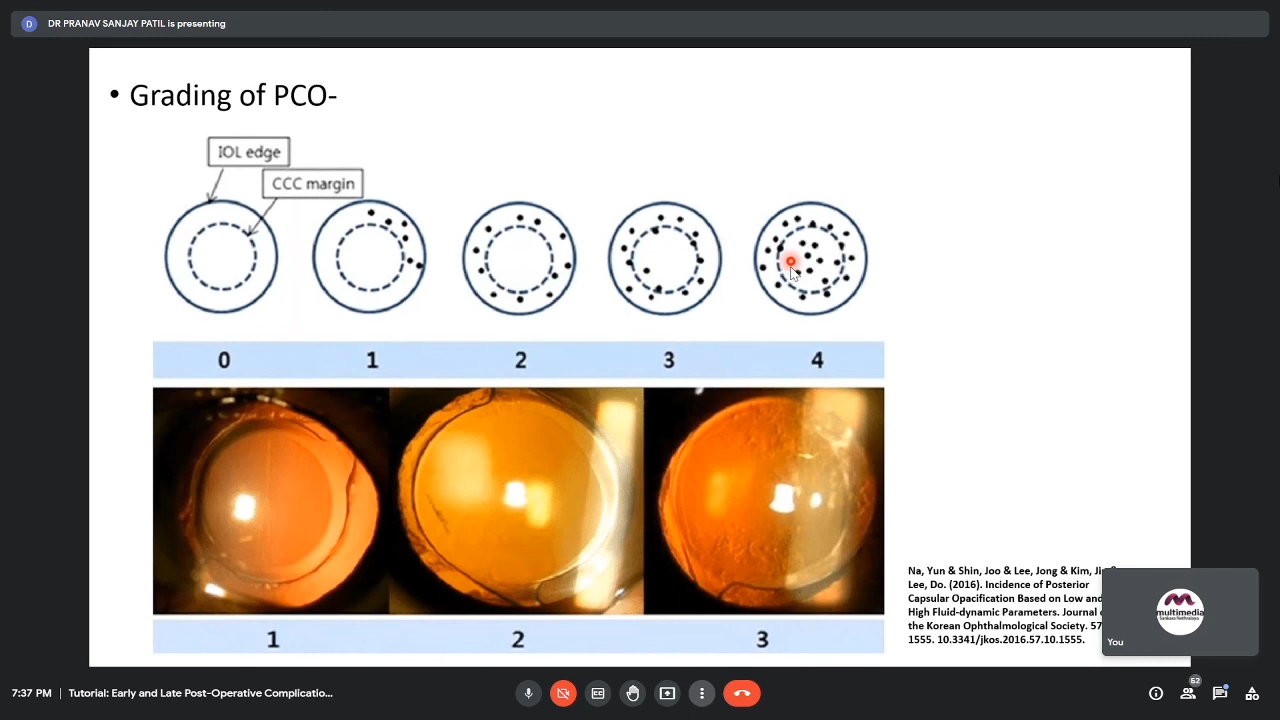 D DR PRANAV SANJAY PATIL is presenting
• Grading of PCO-
IOL edge
CCC margin
0 1 2 3 4
1 2 3
Na, Yun & Shin, Joo & Lee, Jong & Kim,
Lee, Do. (2016). Incidence of Posterior
Capsular Opacification Based on Low and
High Fluid-dynamic Parameters. Journal
the Korean Ophthalmological Society. 57
1555. 10.3341/jkos.2016.57.10.1555.
multimedia
Sankara Nethralaya
You
7:37 PM | Tutorial: Early and Late Post-Operative Complicatio...
52